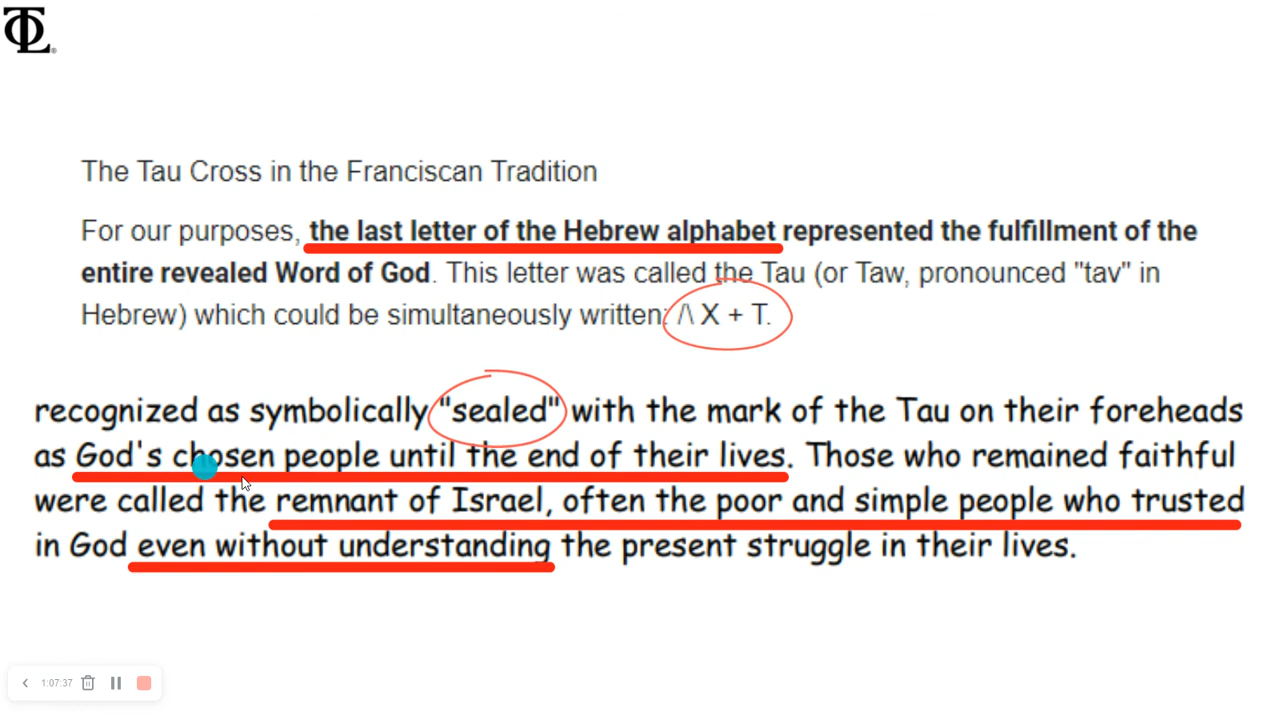 The Tau Cross in the Franciscan Tradition
For our purposes, the last letter of the Hebrew alphabet represented the fulfillment of the
entire revealed Word of God. This letter was called the Tau (or Taw, pronounced "tav" in
Hebrew) which could be simultaneously written: /\ X + T.
recognized as symbolically "sealed" with the mark of the Tau on their foreheads
as God's chosen people until the end of their lives. Those who remained faithful
were called the remnant of Israel, often the poor and simple people who trusted
in God even without understanding the present struggle in their lives.
1:07:37